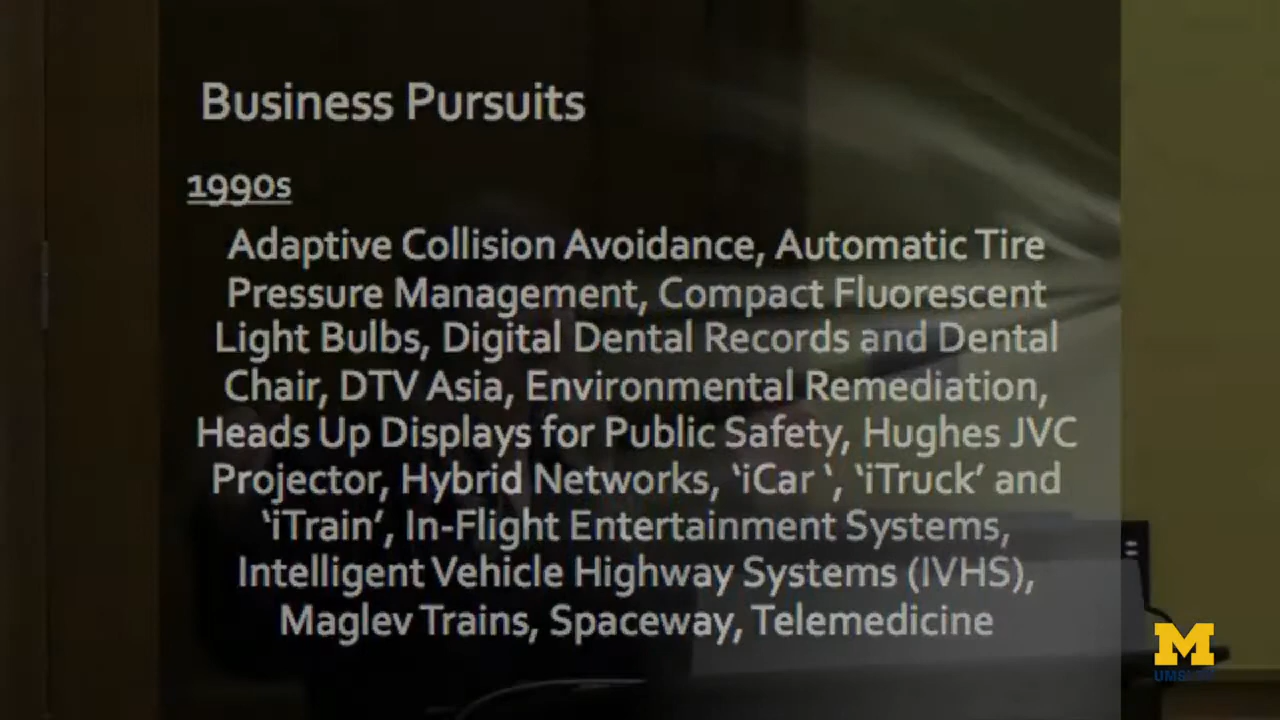 Business Pursuits
1990s
Adaptive Collision Avoidance, Automatic Tire
Pressure Management, Compact Fluorescent
Light Bulbs, Digital Dental Records and Dental
Chair, DTV Asia, Environmental Remediation,
Heads Up Displays for Public Safety, Hughes JVC
Projector, Hybrid Networks, ‘iCar ‘, ‘iTruck’ and
‘iTrain’, In-Flight Entertainment Systems,
Intelligent Vehicle Highway Systems (IVHS),
Maglev Trains, Spaceway, Telemedicine
M